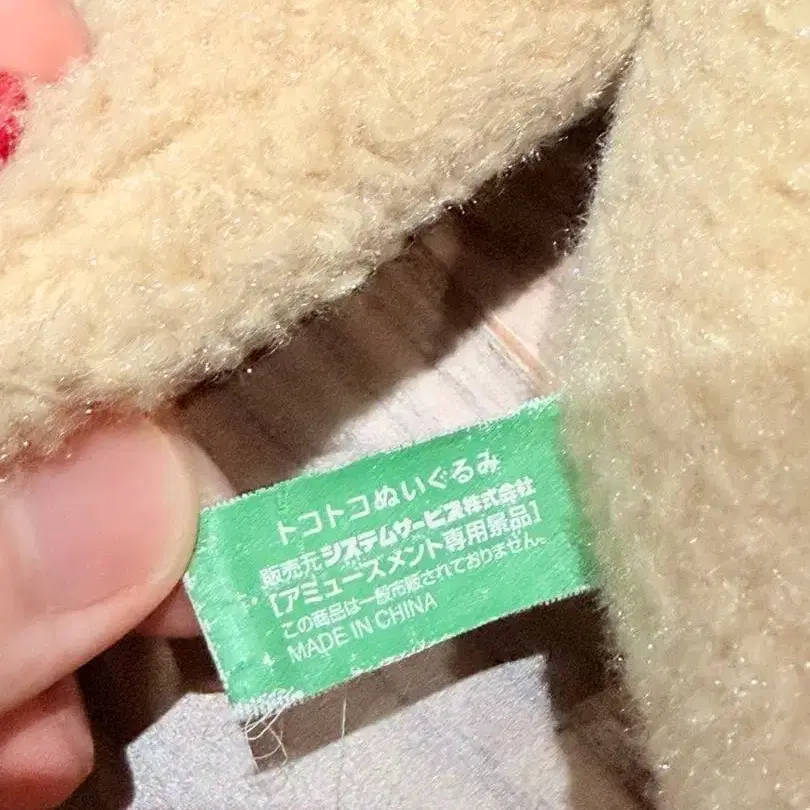 トコトコぬいぐるみ
販売元 システムサービス株式会社
【アミューズメント専用景品】
この商品は一般市販されておりません。
MADE IN CHINA